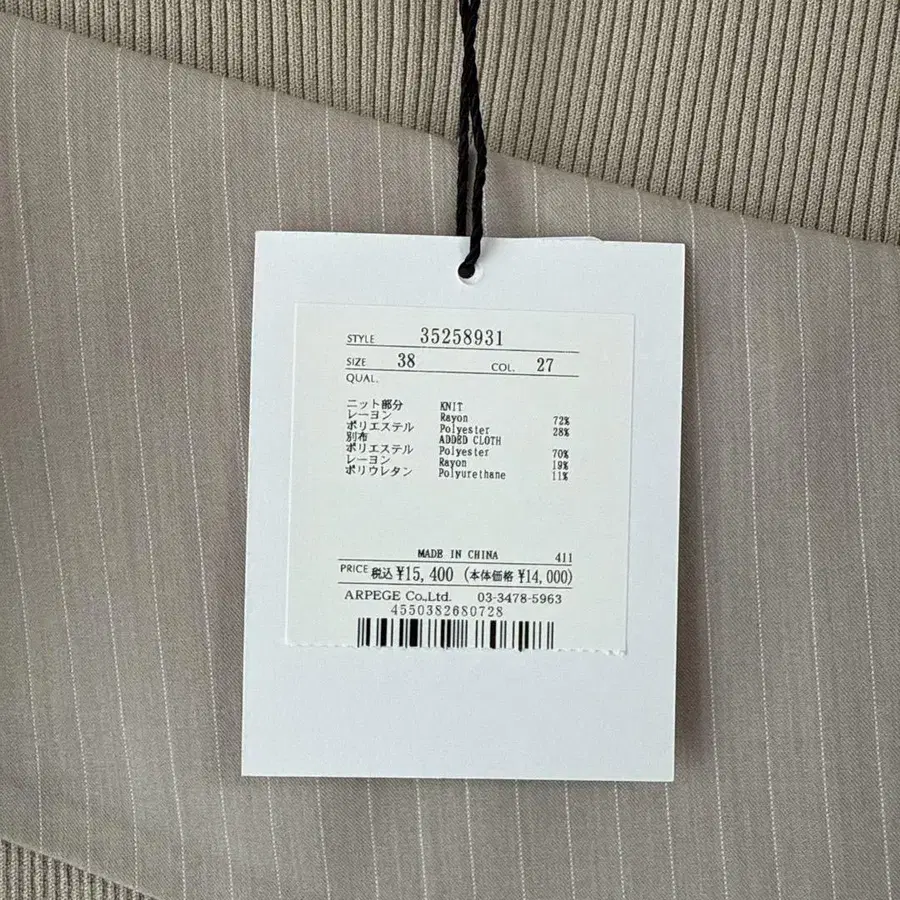 STYLE 35258931
SIZE 38 COL. 27
QUAL.
ニット部分 KNIT
レーヨン Rayon 72%
ポリエステル Polyester 28%
別布 ADDED CLOTH
ポリエステル Polyester 70%
レーヨン Rayon 19%
ポリウレタン Polyurethane 11%
MADE IN CHINA 411
PRICE 税込 ¥15,400 (本体価格 ¥14,000)
ARPEGE Co.,Ltd. 03-3478-5963
4550382680728